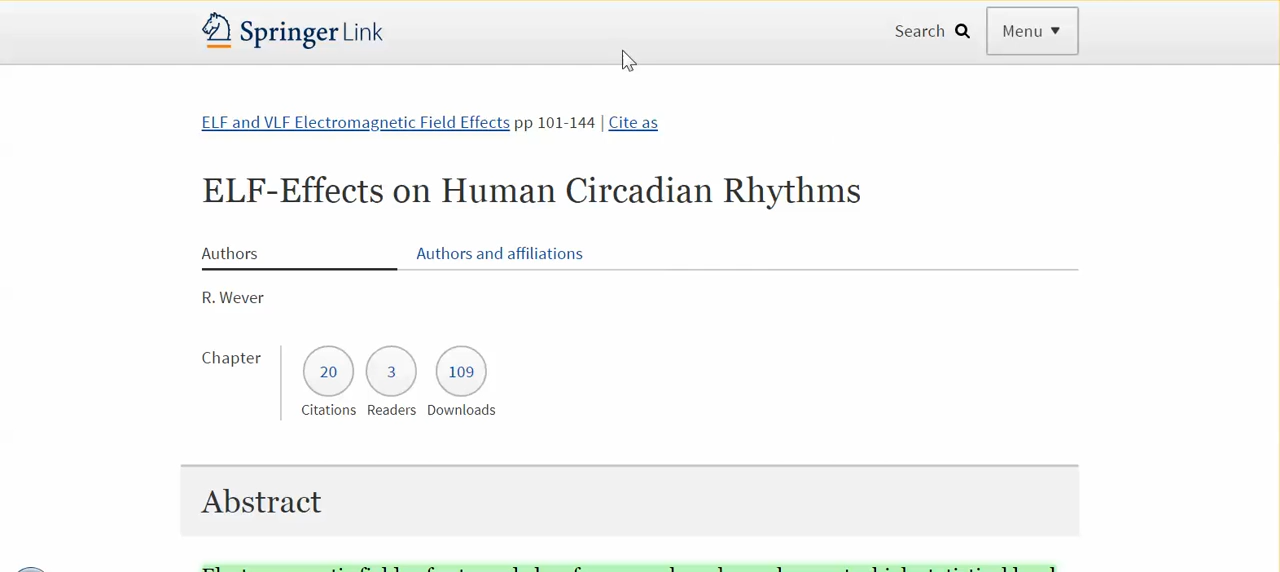 Springer Link
Search
Menu ▼
ELF and VLF Electromagnetic Field Effects pp 101-144 | Cite as
ELF-Effects on Human Circadian Rhythms
Authors
Authors and affiliations
R. Wever
Chapter
20
3
109
Citations
Readers
Downloads
Abstract